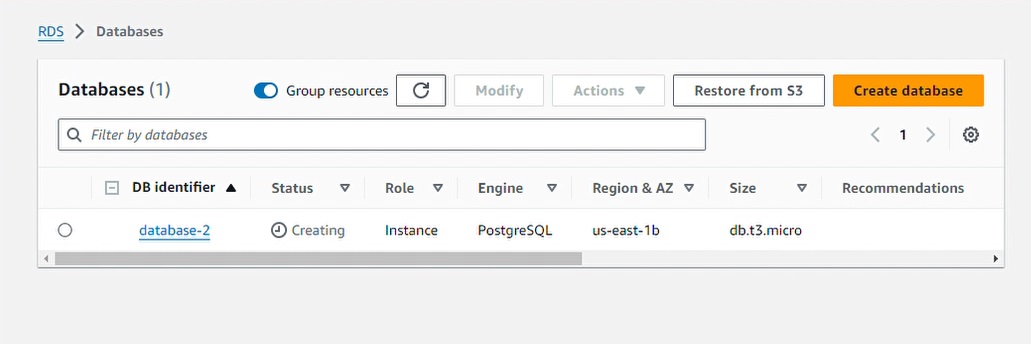 RDS Databases
Databases (1) Group resources Modify Actions Restore from S3 Create database
Filter by databases 1
DB identifier Status Role Engine Region & AZ Size Recommendations
database-2 Creating Instance PostgreSQL us-east-1b db.t3.micro